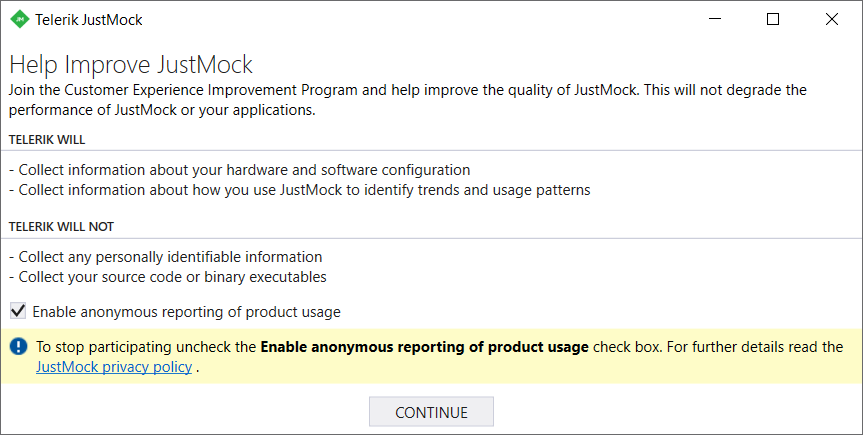 JM Telerik JustMock
Help Improve JustMock
Join the Customer Experience Improvement Program and help improve the quality of JustMock. This will not degrade the
performance of JustMock or your applications.
TELERIK WILL
- Collect information about your hardware and software configuration
- Collect information about how you use JustMock to identify trends and usage patterns
TELERIK WILL NOT
- Collect any personally identifiable information
- Collect your source code or binary executables
Enable anonymous reporting of product usage
To stop participating uncheck the Enable anonymous reporting of product usage check box. For further details read the
JustMock privacy policy .
CONTINUE